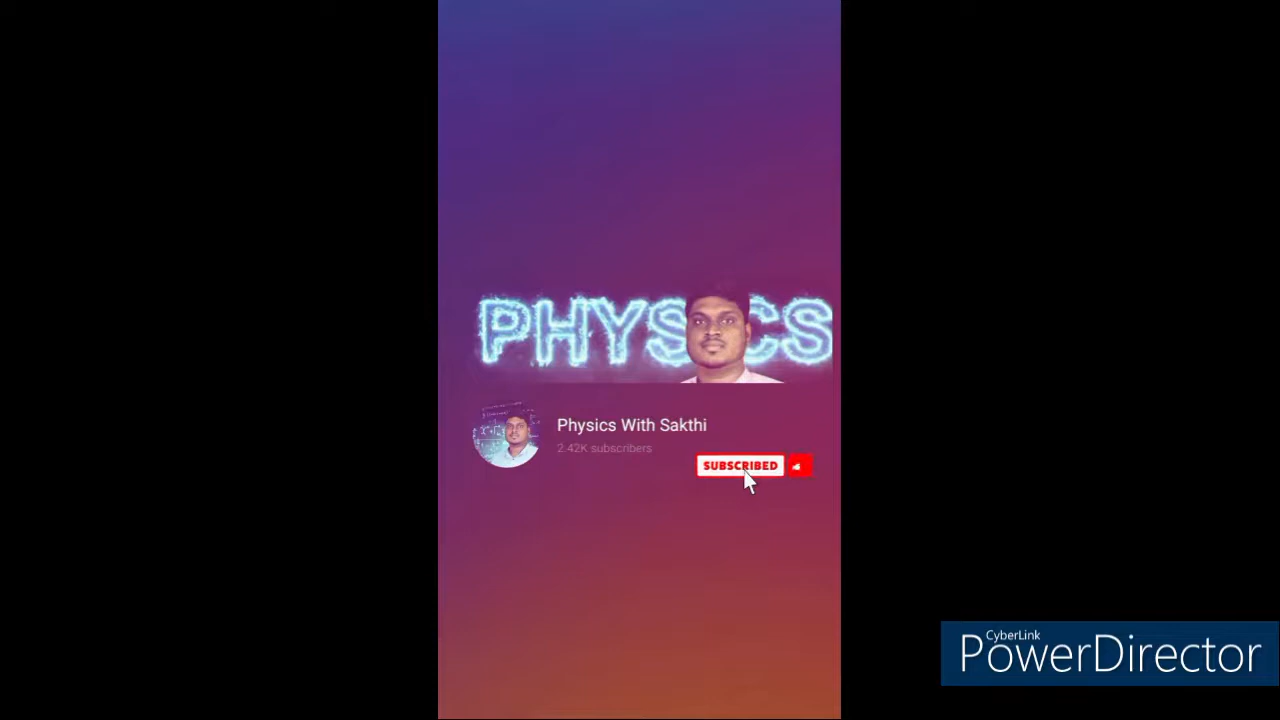 PHYSICS
Physics With Sakthi
2.42K subscribers
SUBSCRIBED
CyberLink
PowerDirector